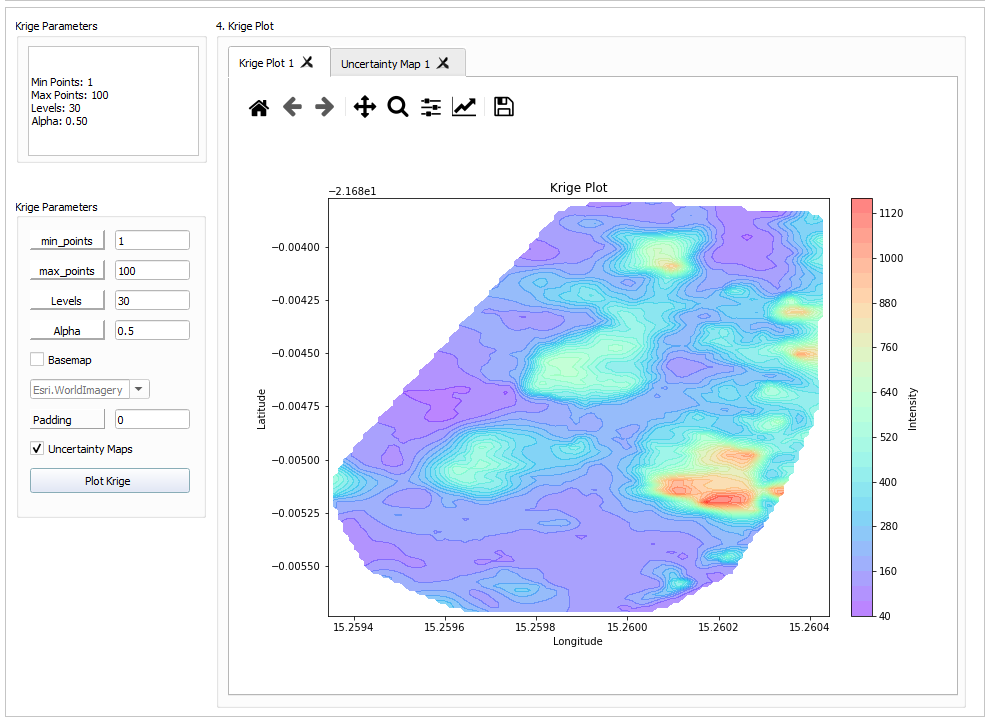 Krige Parameters
Min Points: 1
Max Points: 100
Levels: 30
Alpha: 0.50
Krige Parameters
min_points 1
max_points 100
Levels 30
Alpha 0.5
Basemap
Esri.WorldImagery
Padding 0
Uncertainty Maps
Plot Krige
4. Krige Plot
Krige Plot 1
Uncertainty Map 1
Krige Plot
−2.168e1
−0.00400
−0.00425
−0.00450
−0.00475
−0.00500
−0.00525
−0.00550
Latitude
15.2594 15.2596 15.2598 15.2600 15.2602 15.2604
Longitude
1120
1000
880
760
640
520
400
280
160
40
Intensity